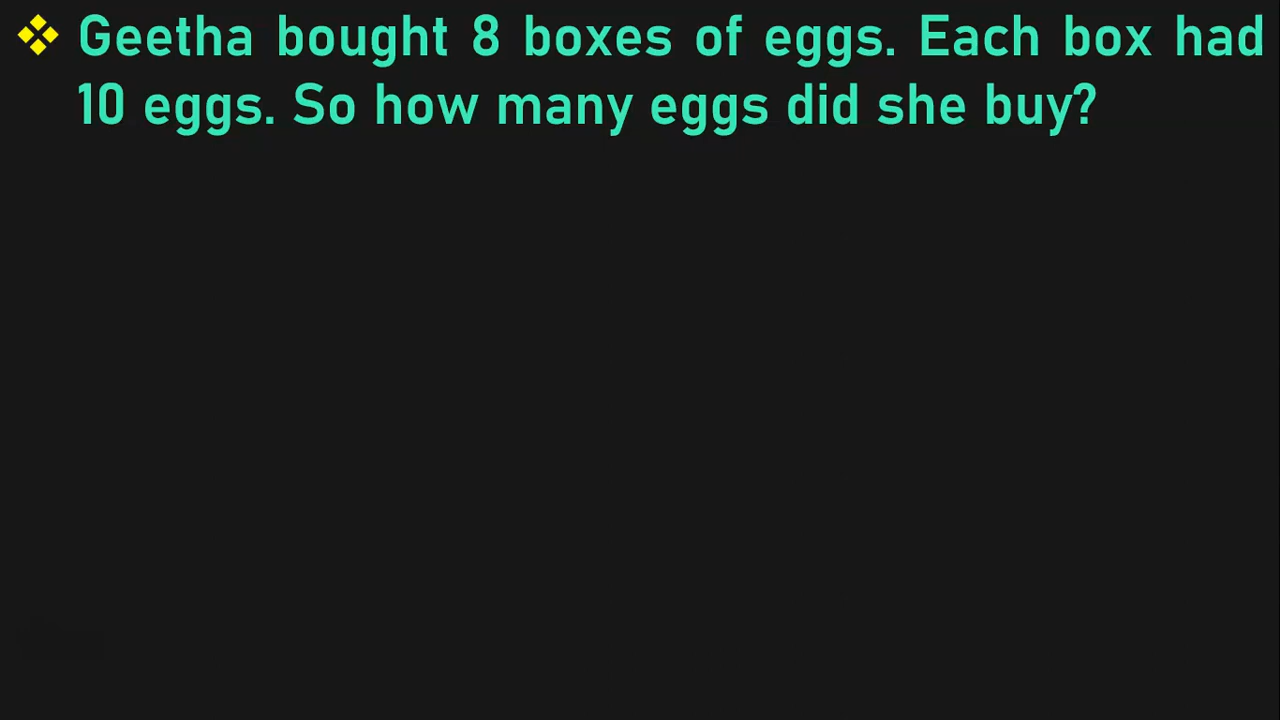 Geetha bought 8 boxes of eggs. Each box had
10 eggs. So how many eggs did she buy?